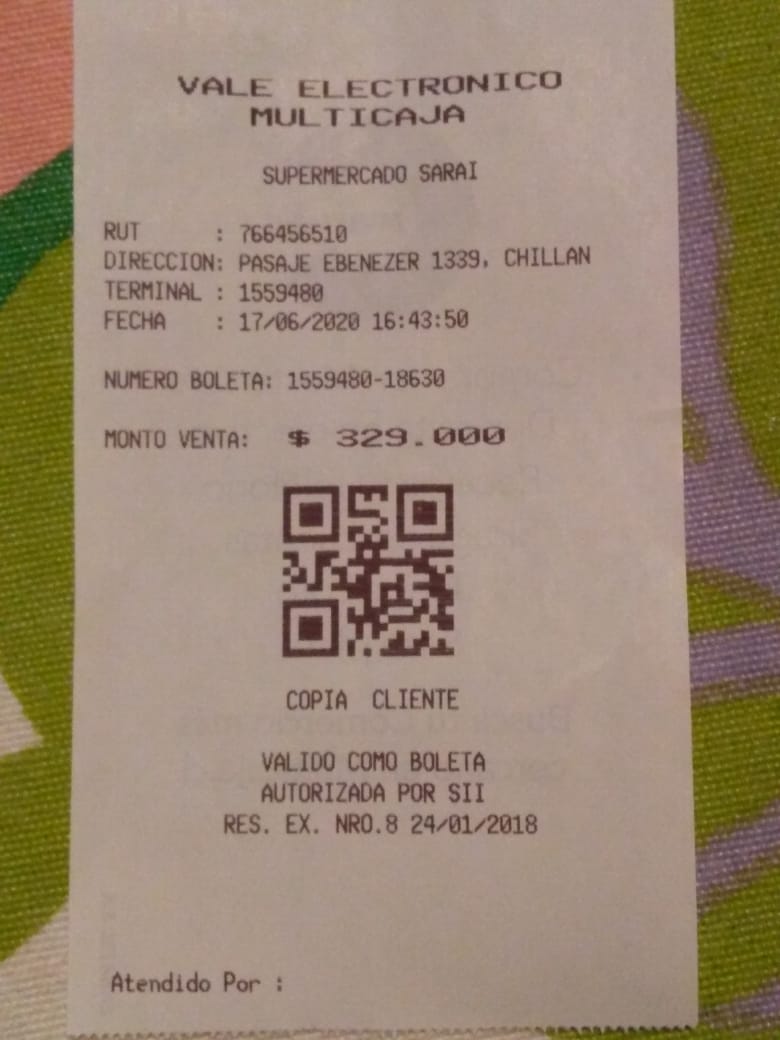 VALE ELECTRONICO
MULTICAJA
SUPERMERCADO SARAI
RUT : 766456510
DIRECCION: PASAJE EBENEZER 1339, CHILLAN
TERMINAL : 1559480
FECHA : 17/06/2020 16:43:50
NUMERO BOLETA: 1559480-18630
MONTO VENTA: $ 329.000
COPIA CLIENTE
VALIDO COMO BOLETA
AUTORIZADA POR SII
RES. EX. NRO.8 24/01/2018
Atendido Por :